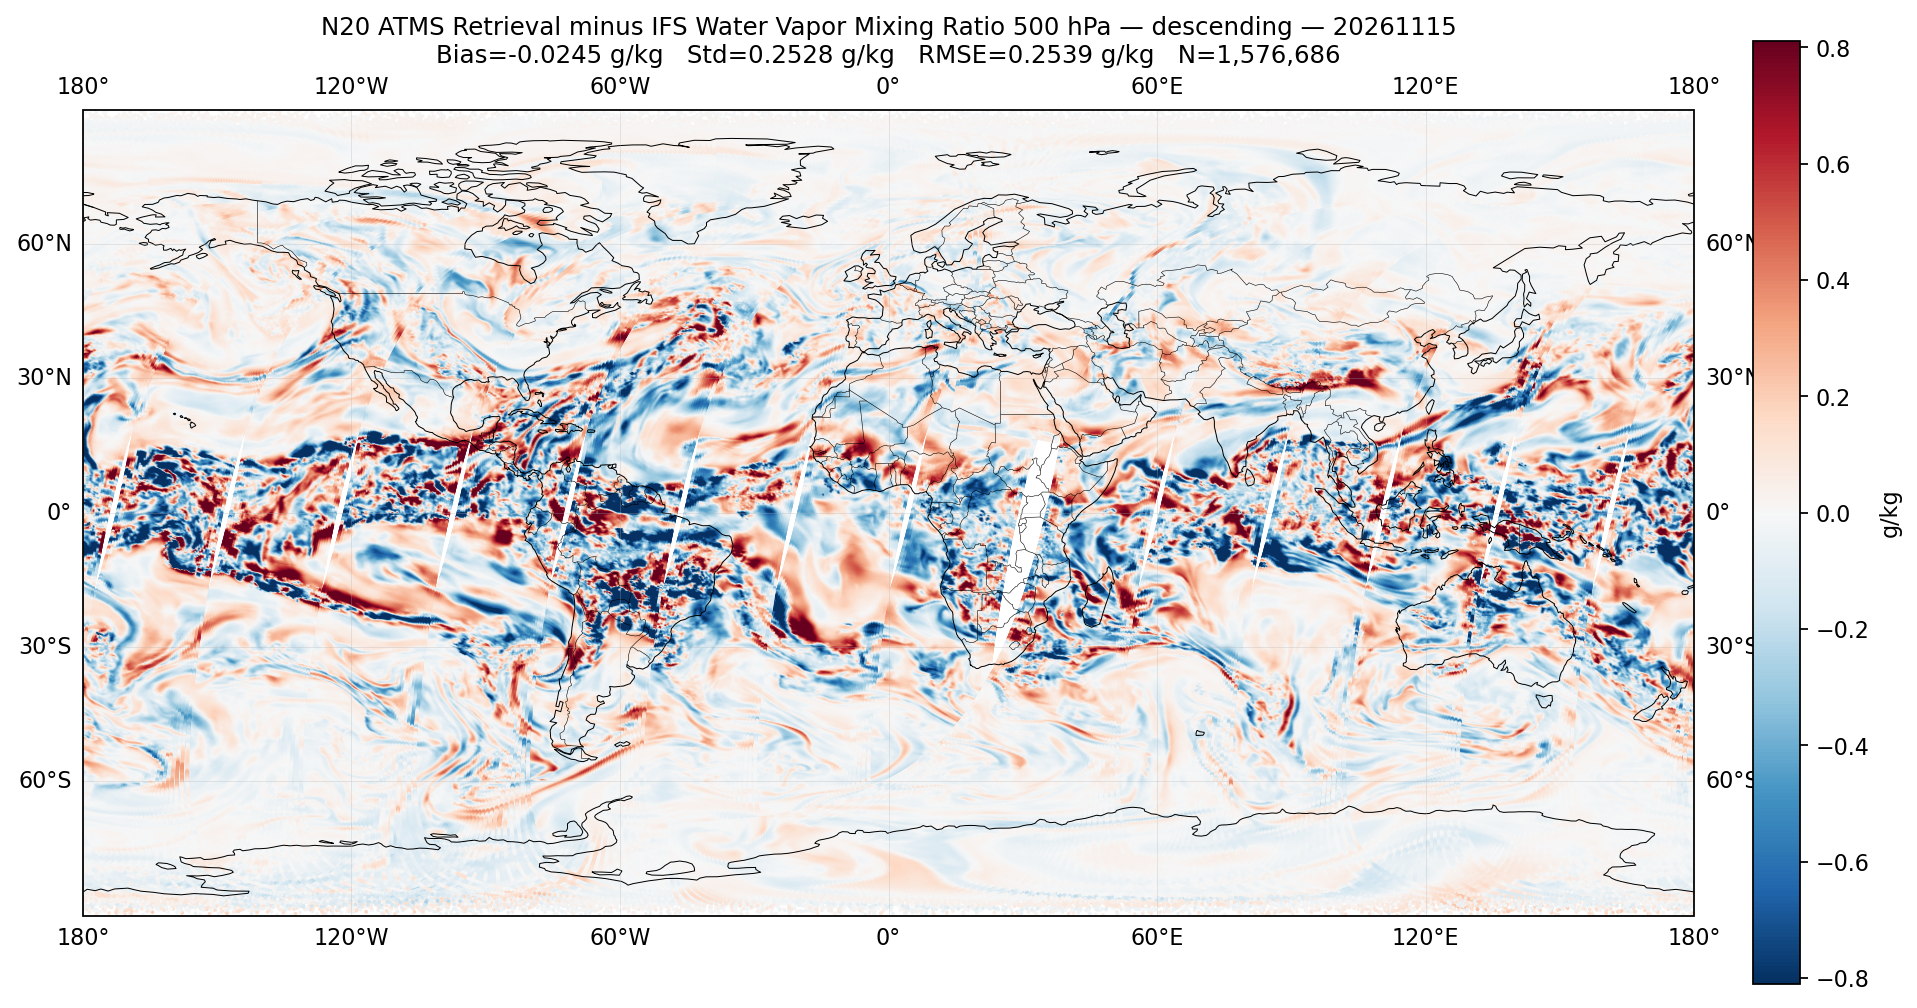 N20 ATMS Retrieval minus IFS Water Vapor Mixing Ratio 500 hPa — descending — 20261115
Bias=-0.0245 g/kg   Std=0.2528 g/kg   RMSE=0.2539 g/kg   N=1,576,686
180° 120°W 60°W 0° 60°E 120°E 180°
60°N 60°N
30°N 30°N
0° 0°
30°S 30°S
60°S 60°S
180° 120°W 60°W 0° 60°E 120°E 180°
0.8
0.6
0.4
0.2
0.0
−0.2
−0.4
−0.6
−0.8
g/kg